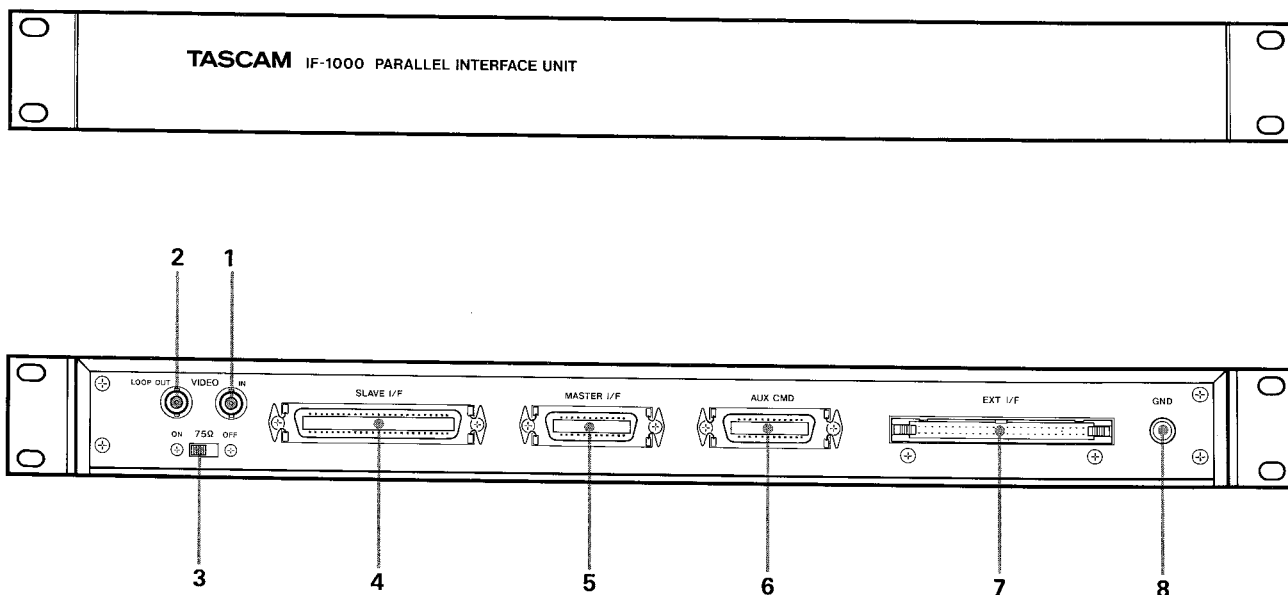 TASCAM IF-1000 PARALLEL INTERFACE UNIT
2 1
LOOP OUT VIDEO IN
SLAVE I/F
MASTER I/F
AUX CMD
EXT I/F
GND
ON 75Ω OFF
3 4 5 6 7 8